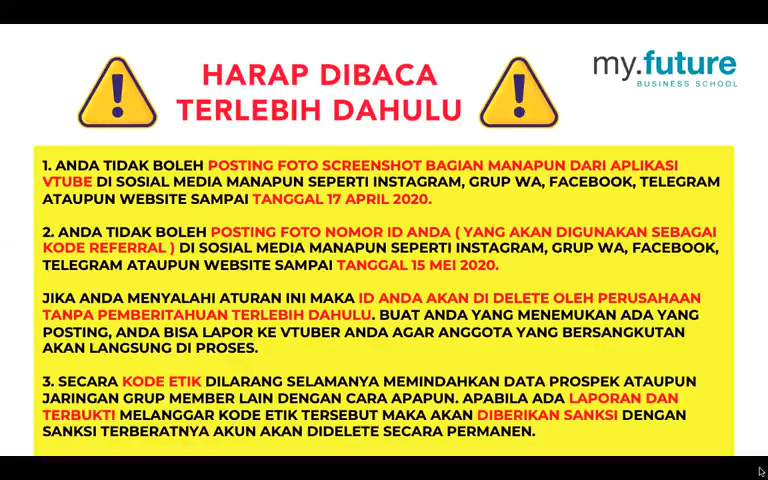 HARAP DIBACA
TERLEBIH DAHULU
my.future
BUSINESS SCHOOL
1. ANDA TIDAK BOLEH POSTING FOTO SCREENSHOT BAGIAN MANAPUN DARI APLIKASI
VTUBE DI SOSIAL MEDIA MANAPUN SEPERTI INSTAGRAM, GRUP WA, FACEBOOK, TELEGRAM
ATAUPUN WEBSITE SAMPAI TANGGAL 17 APRIL 2020.
2. ANDA TIDAK BOLEH POSTING FOTO NOMOR ID ANDA ( YANG AKAN DIGUNAKAN SEBAGAI
KODE REFERRAL ) DI SOSIAL MEDIA MANAPUN SEPERTI INSTAGRAM, GRUP WA, FACEBOOK,
TELEGRAM ATAUPUN WEBSITE SAMPAI TANGGAL 15 MEI 2020.
JIKA ANDA MENYALAHI ATURAN INI MAKA ID ANDA AKAN DI DELETE OLEH PERUSAHAAN
TANPA PEMBERITAHUAN TERLEBIH DAHULU. BUAT ANDA YANG MENEMUKAN ADA YANG
POSTING, ANDA BISA LAPOR KE VTUBER ANDA AGAR ANGGOTA YANG BERSANGKUTAN
AKAN LANGSUNG DI PROSES.
3. SECARA KODE ETIK DILARANG SELAMANYA MEMINDAHKAN DATA PROSPEK ATAUPUN
JARINGAN GRUP MEMBER LAIN DENGAN CARA APAPUN. APABILA ADA LAPORAN DAN
TERBUKTI MELANGGAR KODE ETIK TERSEBUT MAKA AKAN DIBERIKAN SANKSI DENGAN
SANKSI TERBERATNYA AKUN AKAN DIDELETE SECARA PERMANEN.